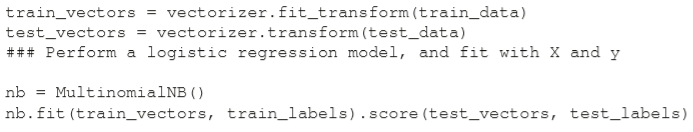 train_vectors = vectorizer.fit_transform(train_data)
test_vectors = vectorizer.transform(test_data)
### Perform a logistic regression model, and fit with X and y
nb = MultinomialNB()
nb.fit(train_vectors, train_labels).score(test_vectors, test_labels)